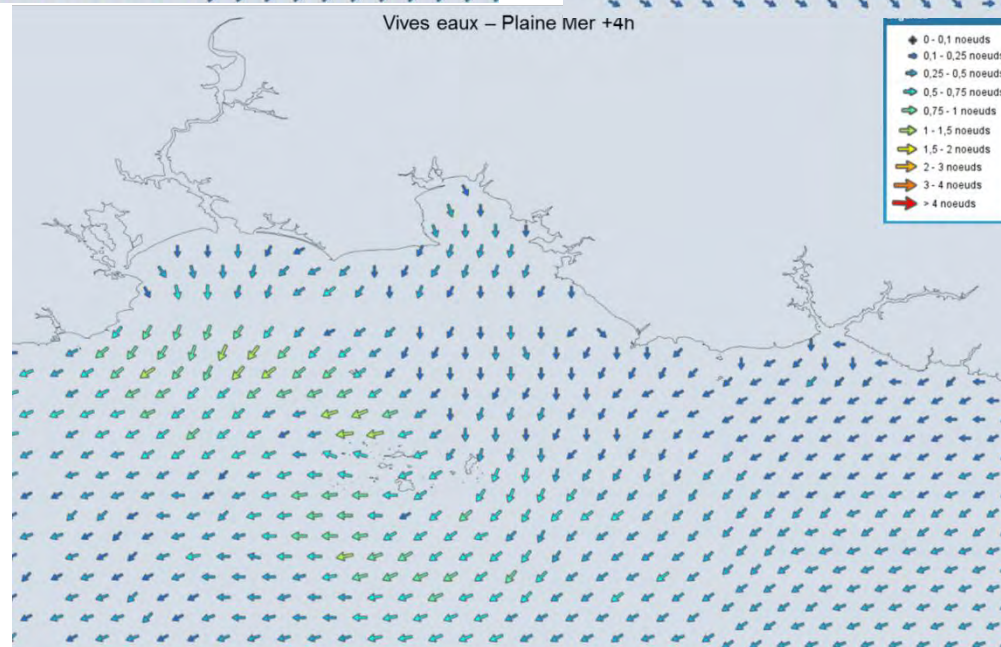 Vives eaux – Plaine Mer +4h
0 - 0,1 noeuds
0,1 - 0,25 noeuds
0,25 - 0,5 noeuds
0,5 - 0,75 noeuds
0,75 - 1 noeuds
1 - 1,5 noeuds
1,5 - 2 noeuds
2 - 3 noeuds
3 - 4 noeuds
> 4 noeuds